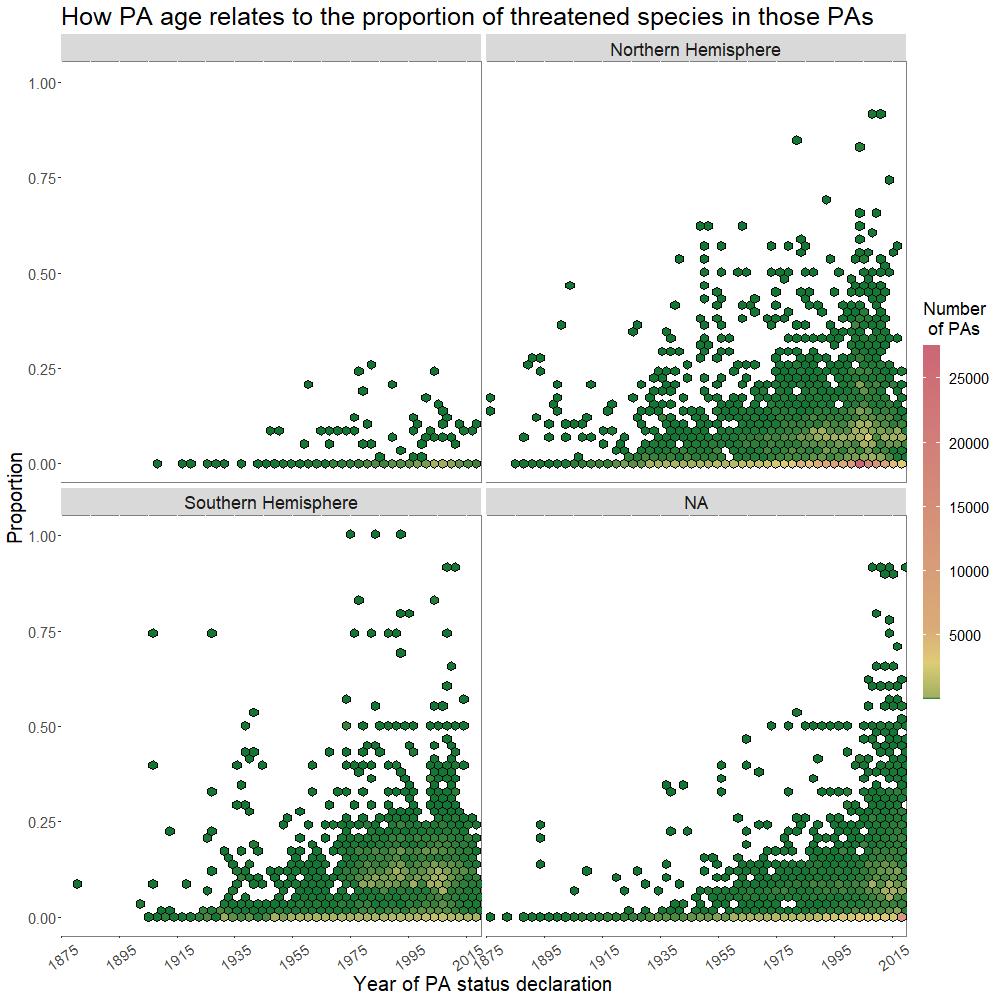 How PA age relates to the proportion of threatened species in those PAs
Northern Hemisphere
1.00
0.75
0.50
0.25
0.00
Southern Hemisphere
NA
1.00
0.75
0.50
0.25
0.00
Proportion
1875 1895 1915 1935 1955 1975 1995 2015
1875 1895 1915 1935 1955 1975 1995 2015
Year of PA status declaration
Number
of PAs
25000
20000
15000
10000
5000